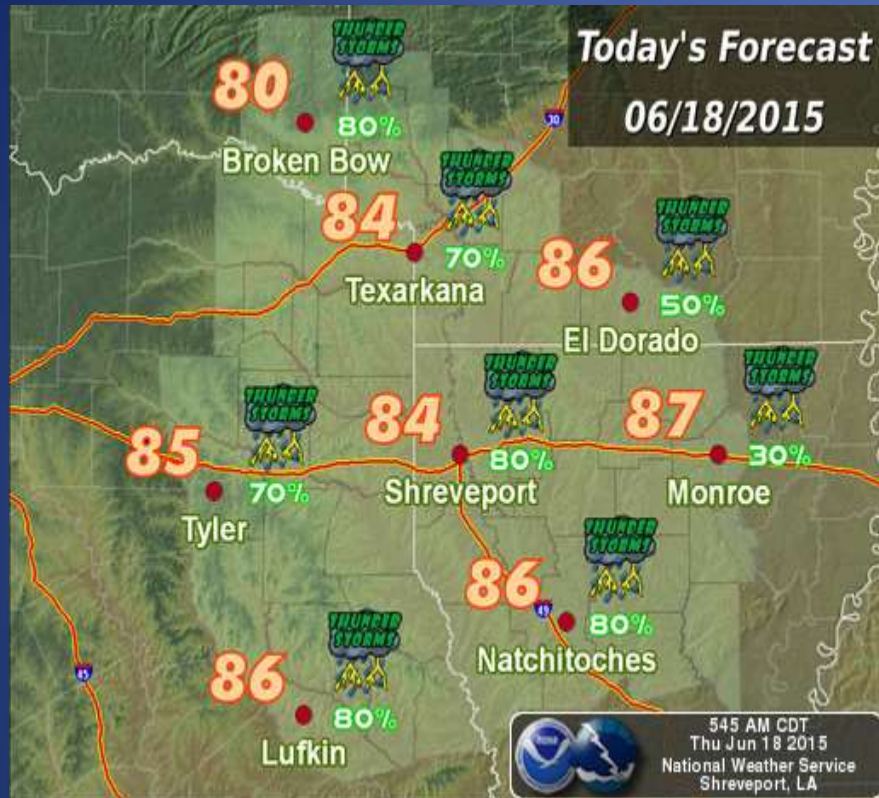 Today's Forecast
06/18/2015
THUNDER
STORMS
80
80%
Broken Bow
30
THUNDER
STORMS
84
70%
Texarkana
THUNDER
STORMS
86
50%
El Dorado
THUNDER
STORMS
85
70%
Tyler
THUNDER
STORMS
84
80%
Shreveport
THUNDER
STORMS
87
30%
Monroe
THUNDER
STORMS
86
49
80%
Natchitoches
THUNDER
STORMS
86
80%
Lufkin
45
545 AM CDT
Thu Jun 18 2015
National Weather Service
Shreveport, LA